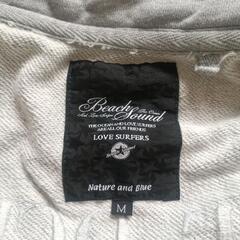 Beach Sound
THE OCEAN AND LOVE SURFERS
ARE ALL OUR FRIENDS
LOVE SURFERS
Nature and Blue
M